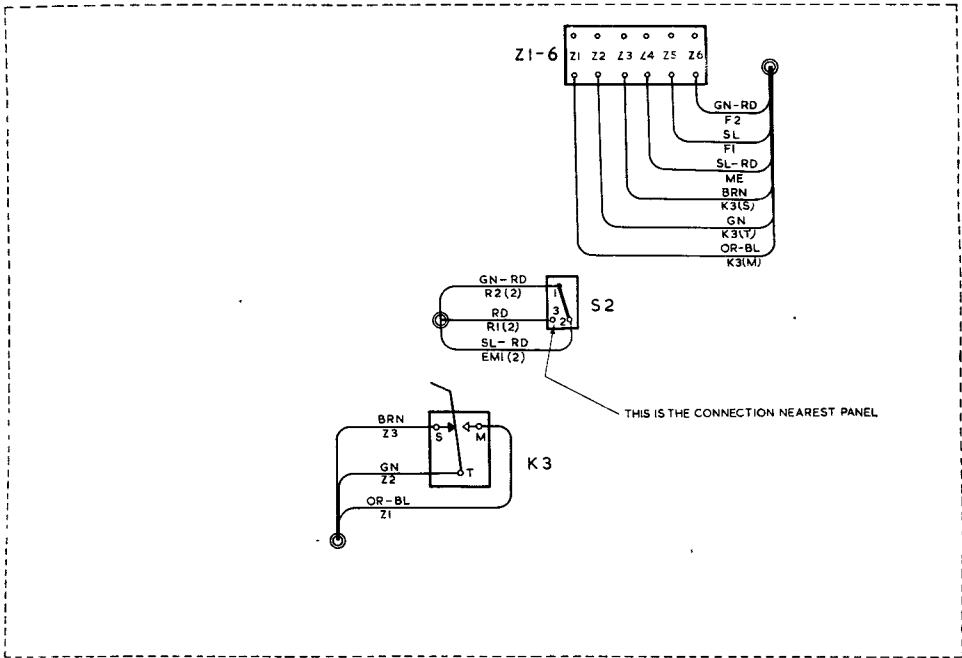 Z1-6
Z1 Z2 Z3 Z4 Z5 Z6
GN-RD
F2
SL
F1
SL-RD
ME
BRN
K3(S)
GN
K3(T)
OR-BL
K3(M)
GN-RD
R2(2)
RD
R1(2)
SL-RD
EM1(2)
1
3
2
S2
THIS IS THE CONNECTION NEAREST PANEL
BRN
Z3
GN
Z2
OR-BL
Z1
S
M
T
K3